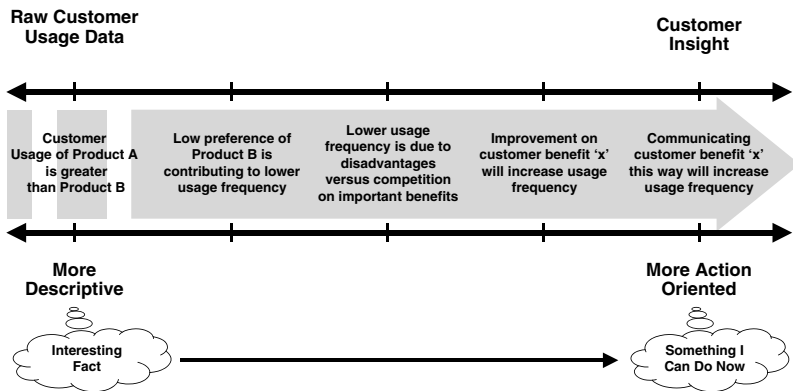 Raw Customer
Usage Data
Customer
Insight
Customer
Usage of Product A
is greater
than Product B
Low preference of
Product B is
contributing to lower
usage frequency
Lower usage
frequency is due to
disadvantages
versus competition
on important benefits
Improvement on
customer benefit ‘x’
will increase usage
frequency
Communicating
customer benefit ‘x’
this way will increase
usage frequency
More
Descriptive
More Action
Oriented
Interesting
Fact
Something I
Can Do Now